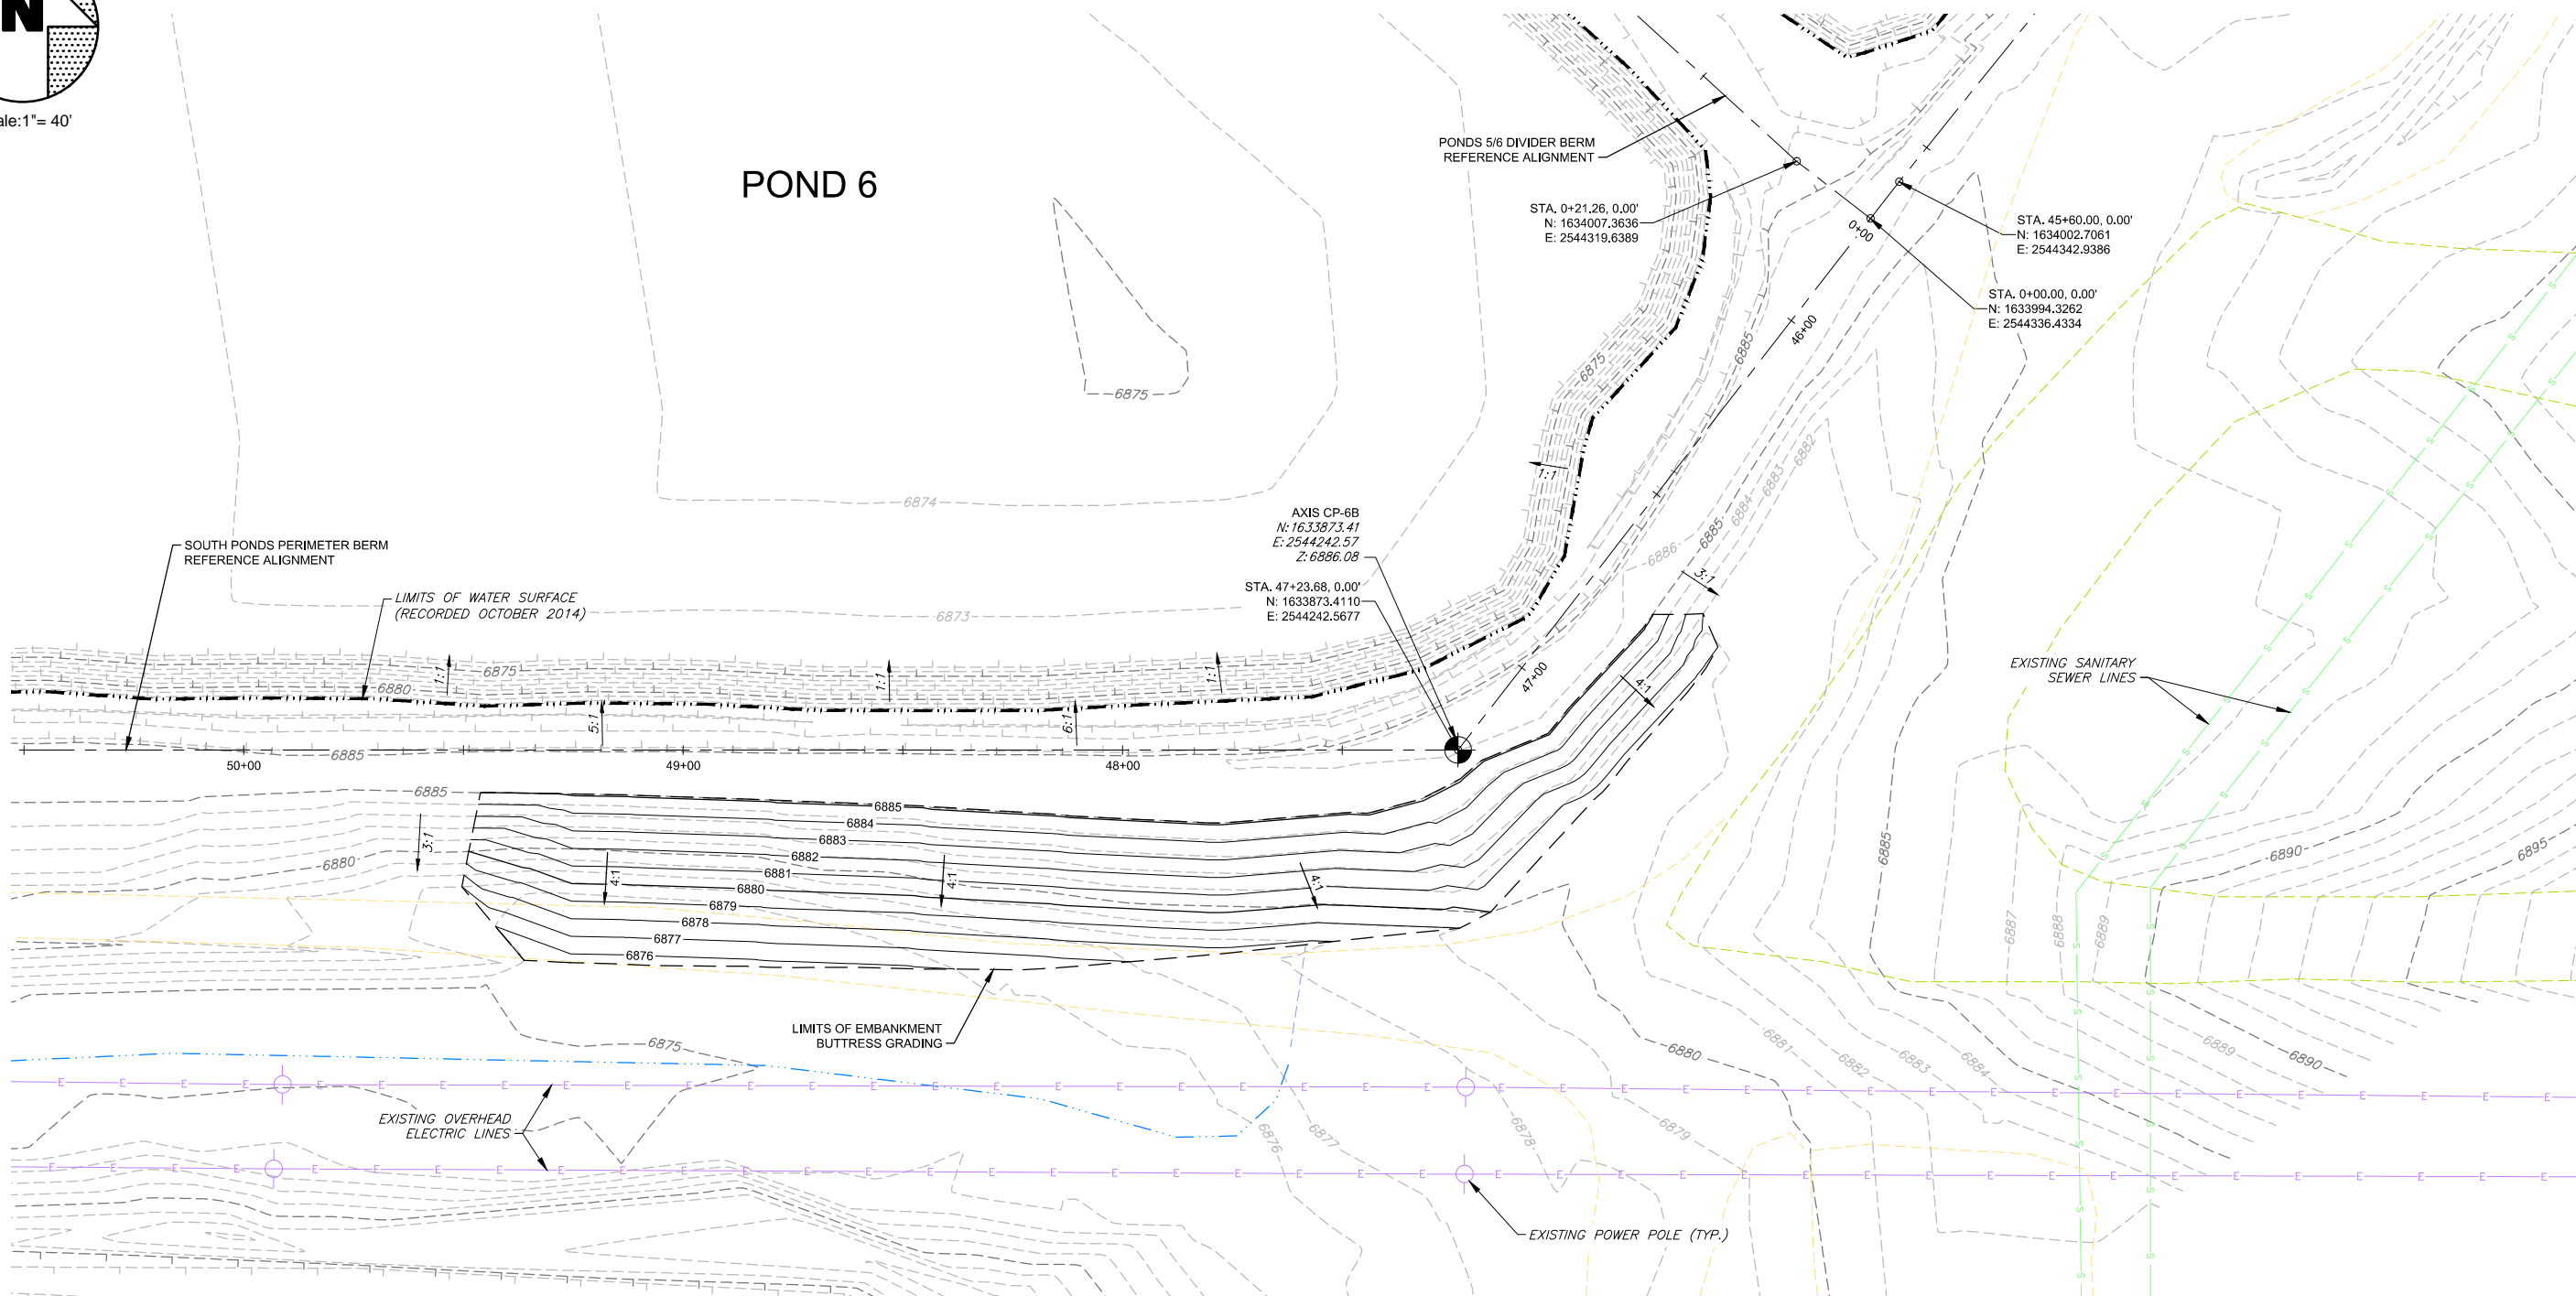 N
ale:1"= 40'
POND 6
PONDS 5/6 DIVIDER BERM
REFERENCE ALIGNMENT
STA. 0+21.26, 0.00'
N: 1634007.3636
E: 2544319.6389
STA. 45+60.00, 0.00'
N: 1634002.7061
E: 2544342.9386
0+00
STA. 0+00.00, 0.00'
N: 1633994.3262
E: 2544336.4334
46+00
6885
6875
6875
6882
6883
6884
6885
6886
1:1
3:1
6874
AXIS CP-6B
N: 1633873.41
E: 2544242.57
Z: 6886.08
STA. 47+23.68, 0.00'
N: 1633873.4110
E: 2544242.5677
SOUTH PONDS PERIMETER BERM
REFERENCE ALIGNMENT
LIMITS OF WATER SURFACE
(RECORDED OCTOBER 2014)
6873
1:1
6875
1:1
1:1
6880
47+00
4:1
EXISTING SANITARY
SEWER LINES
5:1
6:1
6885
50+00
49+00
48+00
6885
6885
6884
6883
6882
6881
6880
6879
6878
6877
6876
3:1
6880
4:1
4:1
4:1
6885
6890
6895
6887
6888
6889
LIMITS OF EMBANKMENT
BUTTRESS GRADING
6875
6880
6881
6882
6883
6884
6889
6890
EXISTING OVERHEAD
ELECTRIC LINES
6876
6877
6878
6879
EXISTING POWER POLE (TYP.)
E E E E E E E E E E E E E E E E E E E E E E E E E E E E E E E E E E E E E E E E E
E E E E E E E E E E E E E E E E E E E E E E E E E E E E E E E E E E E E E E E E E
S S S S S S S S S S S
S S S S S S S S S S S